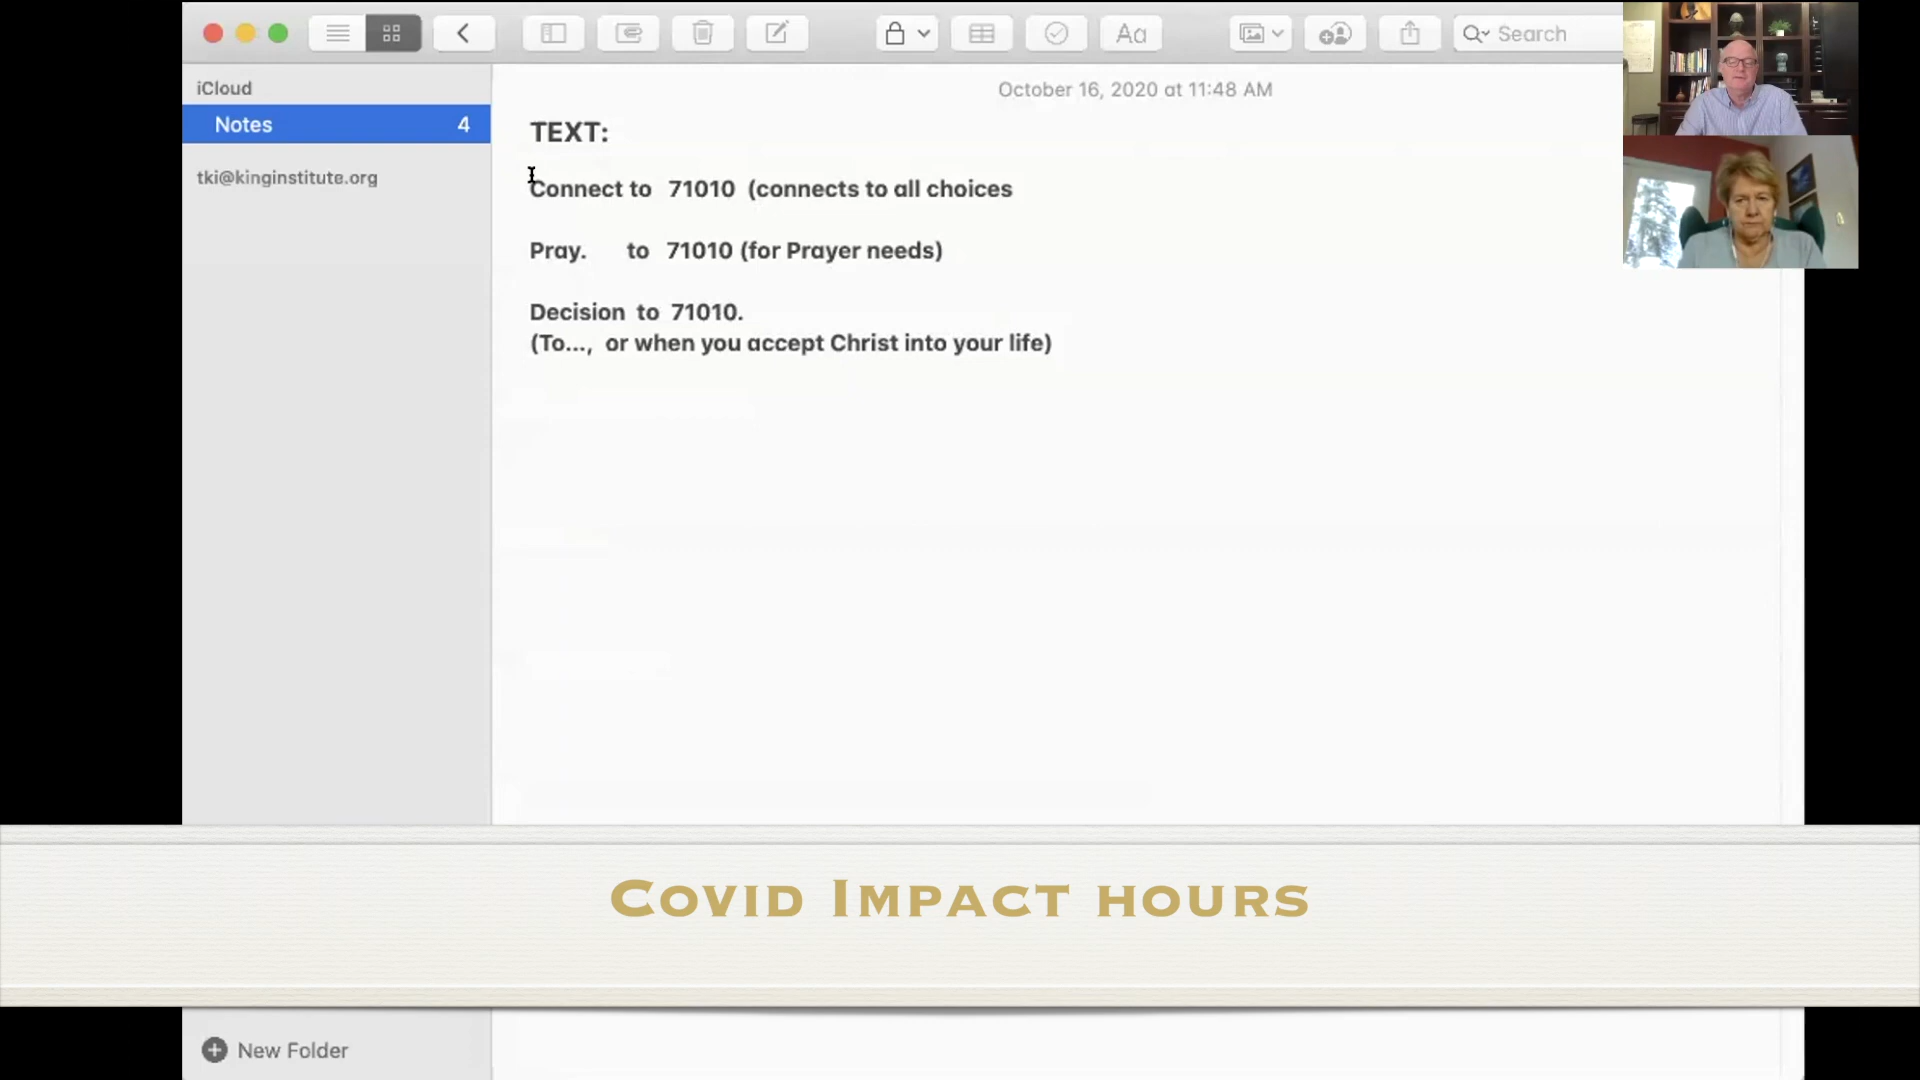 Search
iCloud
Notes 4
tki@kinginstitute.org
October 16, 2020 at 11:48 AM
TEXT:
Connect to 71010 (connects to all choices
Pray. to 71010 (for Prayer needs)
Decision to 71010.
(To..., or when you accept Christ into your life)
COVID IMPACT HOURS
New Folder